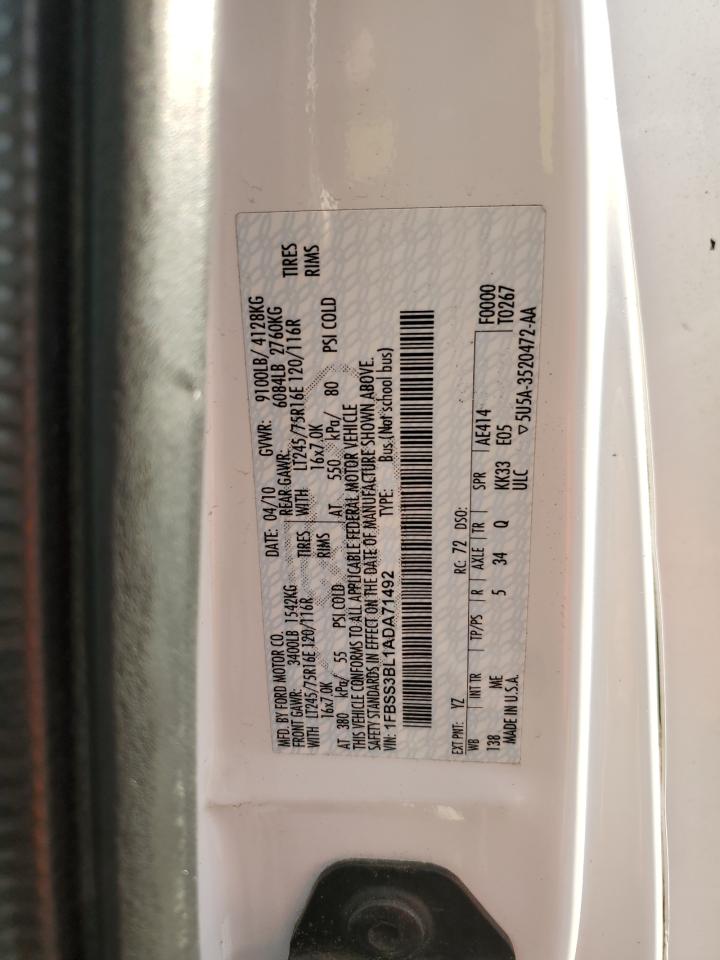 MFD. BY FORD MOTOR CO. DATE: 04/10 GVWR: 9100LB/ 4128KG
FRONT GAWR: 3400LB 1542KG REAR GAWR: 6084LB 2760KG
WITH LT245/75R16E 120/116R TIRES WITH LT245/75R16E 120/116R TIRES
16x7.0K RIMS 16x7.0K RIMS
AT 380 kPa/ 55 PSI COLD AT 550 kPa/ 80 PSI COLD
THIS VEHICLE CONFORMS TO ALL APPLICABLE FEDERAL MOTOR VEHICLE
SAFETY STANDARDS IN EFFECT ON THE DATE OF MANUFACTURE SHOWN ABOVE.
VIN: 1FBSS3BL1ADA71492 TYPE: Bus (Not school bus)
EXT PNT: YZ RC: 72 DSO: F0000
WB INT TR TP/PS R AXLE TR SPR AE414 T0267
138 ME 5 34 Q KK33 E05
MADE IN U.S.A. ULC ▽5U5A-3520472-AA